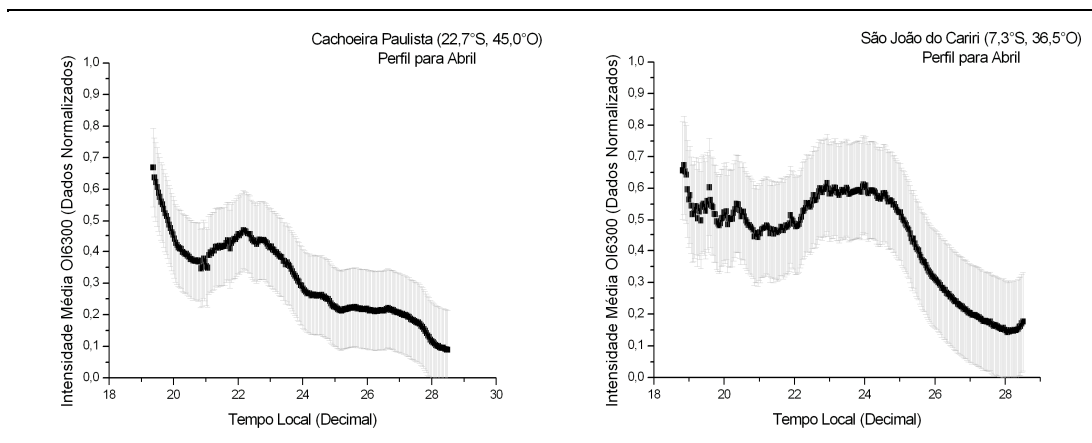 Cachoeira Paulista (22,7°S, 45,0°O)
Perfil para Abril
Intensidade Média OI6300 (Dados Normalizados)
1,0
0,9
0,8
0,7
0,6
0,5
0,4
0,3
0,2
0,1
0,0
18 20 22 24 26 28 30
Tempo Local (Decimal)
São João do Cariri (7,3°S, 36,5°O)
Perfil para Abril
Intensidade Média OI6300 (Dados Normalizados)
1,0
0,9
0,8
0,7
0,6
0,5
0,4
0,3
0,2
0,1
0,0
18 20 22 24 26 28
Tempo Local (Decimal)